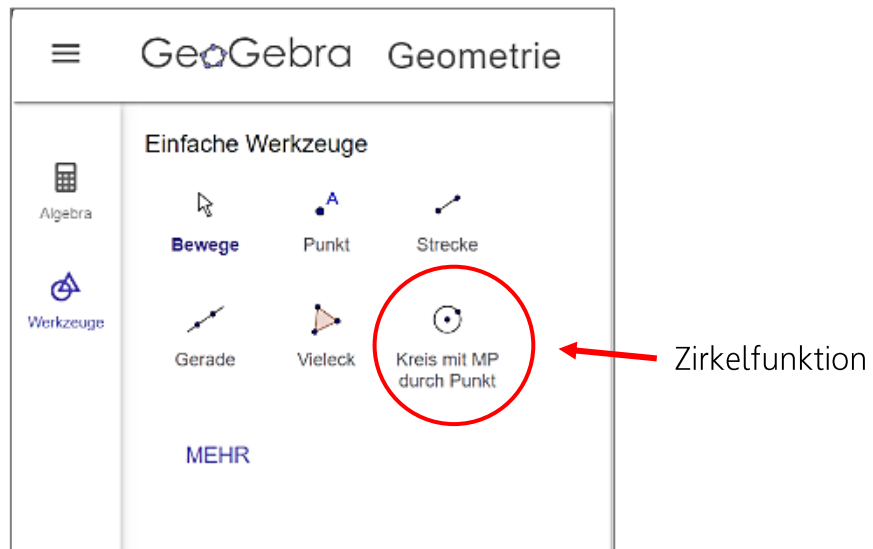 GeoGebra Geometrie
Einfache Werkzeuge
Algebra
Bewege
A
Punkt
Strecke
Werkzeuge
Gerade
Vieleck
Kreis mit MP
durch Punkt
Zirkelfunktion
MEHR